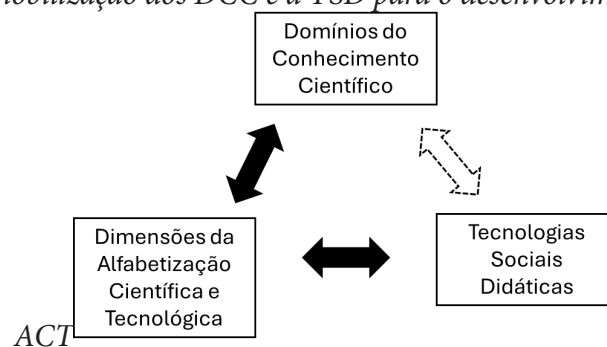 mobilização dos DCC e a TSD para o desenvolvim
Domínios do
Conhecimento
Científico
Dimensões da
Alfabetização
Científica e
Tecnológica
Tecnologias
Sociais
Didáticas
ACT